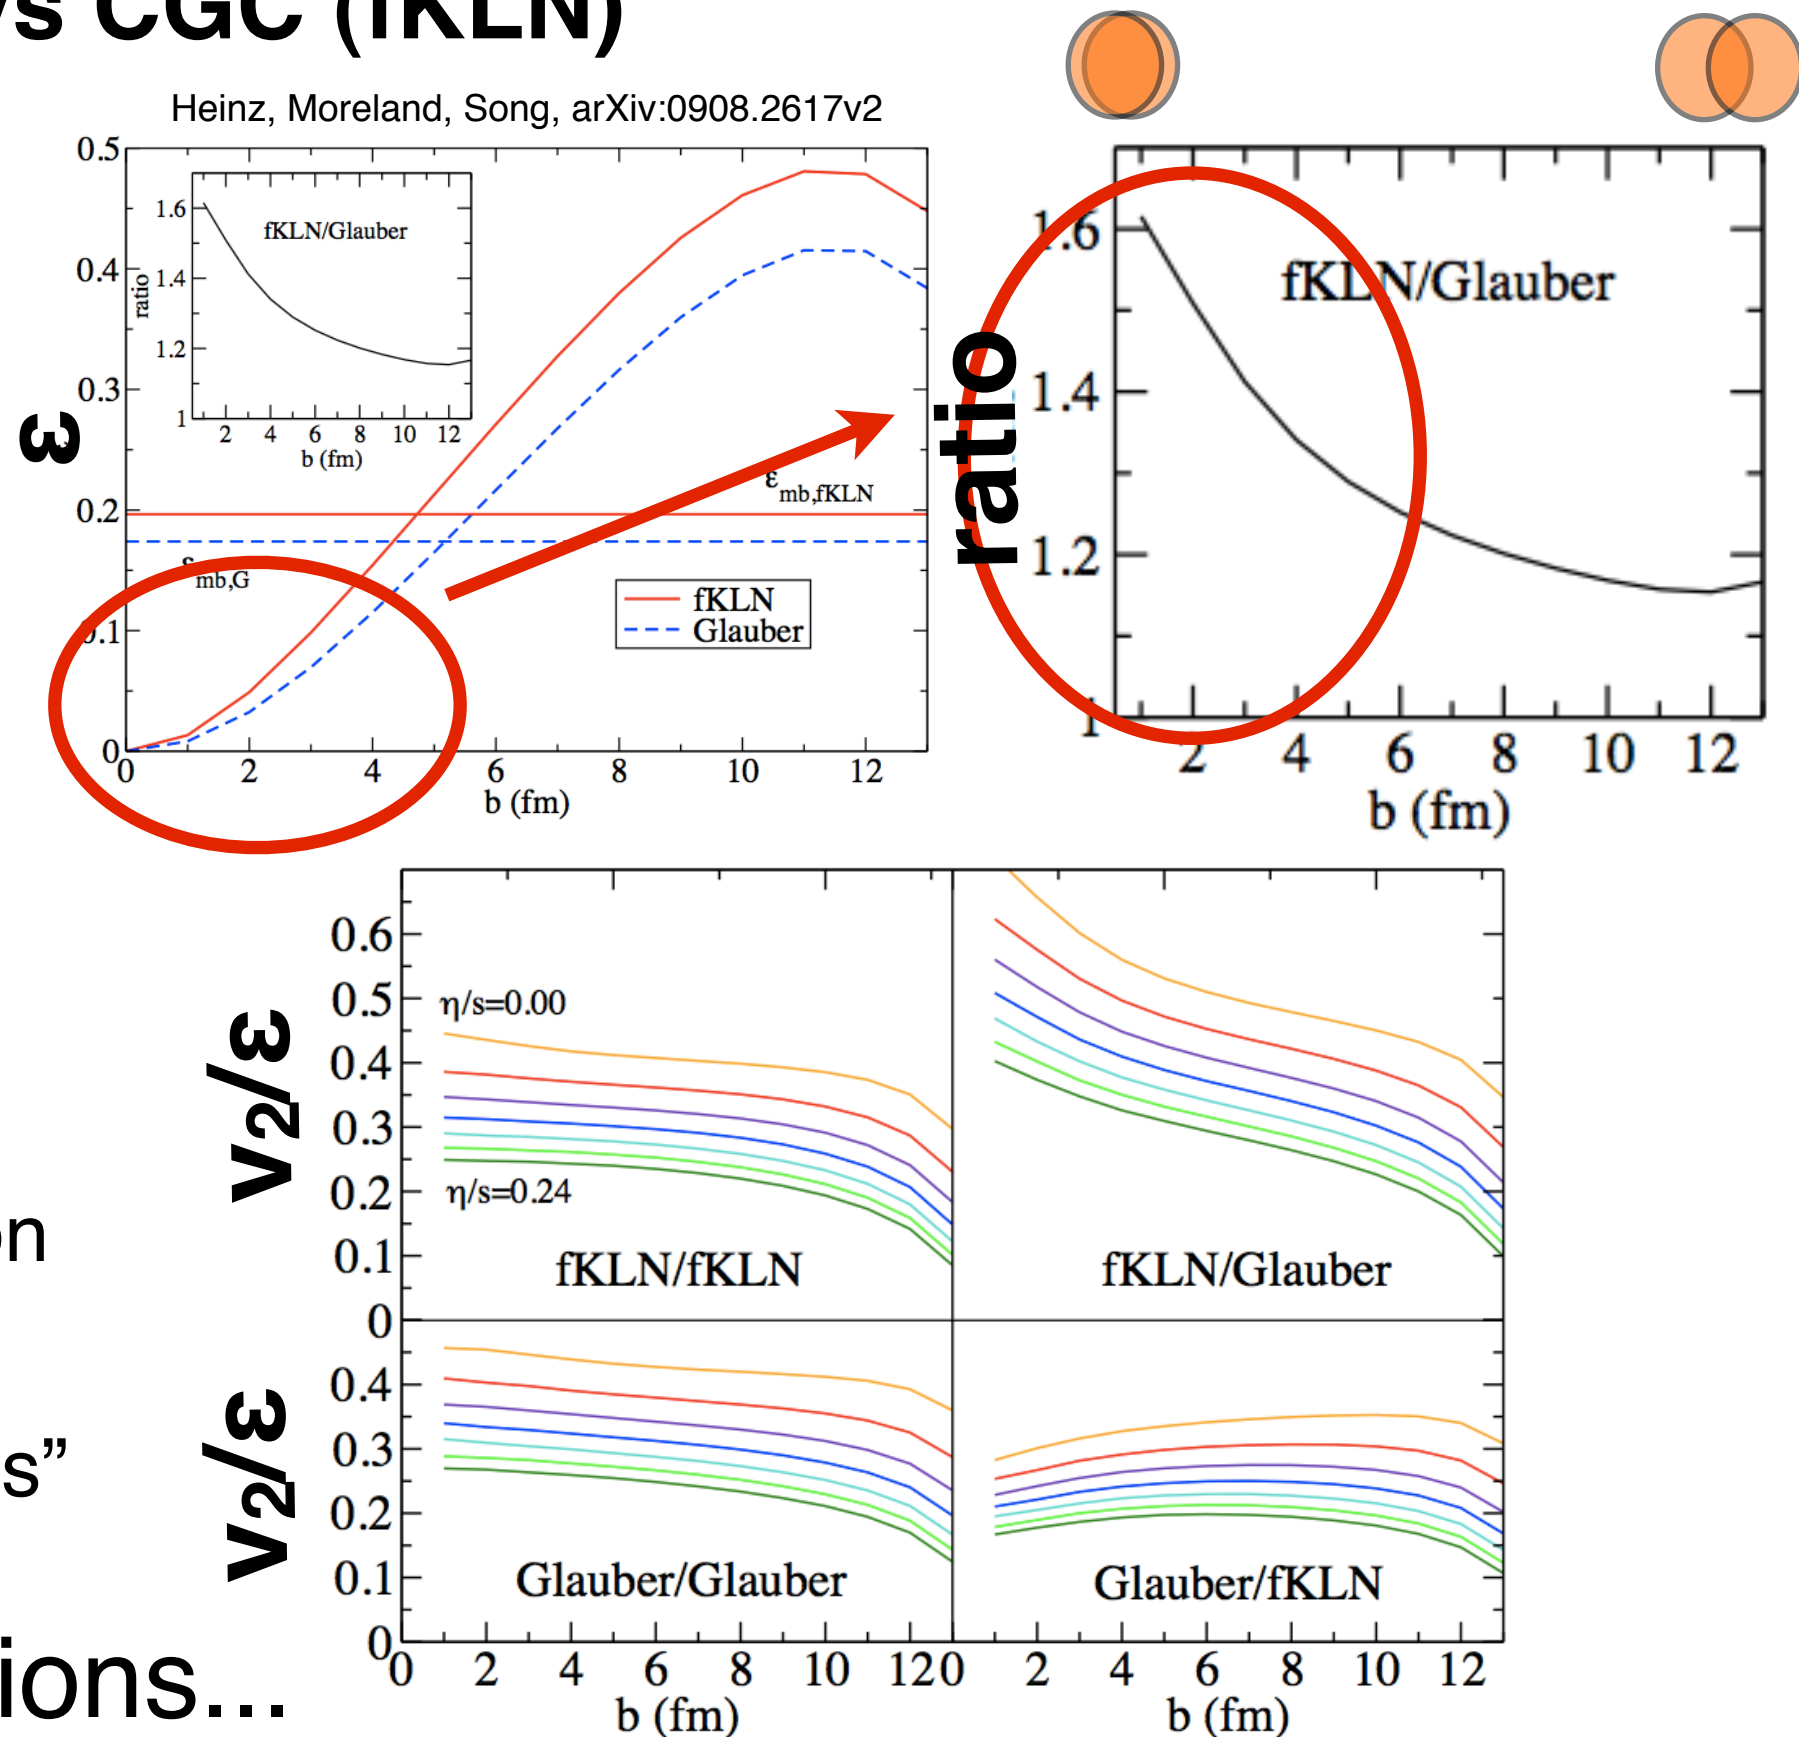 vs CGC (fKLN)
Heinz, Moreland, Song, arXiv:0908.2617v2
0.5
0.4
0.3
0.2
0.1
0
ε
1.6
1.4
1.2
1
ratio
fKLN/Glauber
2 4 6 8 10 12
b (fm)
ε mb,fKLN
ε mb,G
fKLN
Glauber
0 2 4 6 8 10 12
b (fm)
ratio
1.6
1.4
1.2
1
fKLN/Glauber
2 4 6 8 10 12
b (fm)
v2/ε
0.6
0.5
0.4
0.3
0.2
0.1
0
η/s=0.00
η/s=0.24
fKLN/fKLN
fKLN/Glauber
on
v2/ε
0.4
0.3
0.2
0.1
0
Glauber/Glauber
Glauber/fKLN
s”
0 2 4 6 8 10 12 0 2 4 6 8 10 12
b (fm) b (fm)
ions...